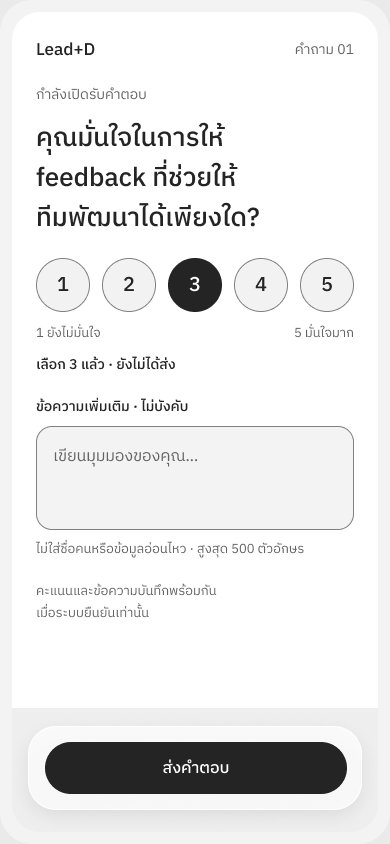 Lead+D
คำถาม 01
กำลังเปิดรับคำตอบ
คุณมั่นใจในการให้
feedback ที่ช่วยให้
ทีมพัฒนาได้เพียงใด?
1 2 3 4 5
1 ยังไม่มั่นใจ
5 มั่นใจมาก
เลือก 3 แล้ว · ยังไม่ได้ส่ง
ข้อความเพิ่มเติม · ไม่บังคับ
เขียนมุมมองของคุณ…
ไม่ใส่ชื่อคนหรือข้อมูลอ่อนไหว · สูงสุด 500 ตัวอักษร
คะแนนและข้อความบันทึกพร้อมกัน
เมื่อระบบยืนยันเท่านั้น
ส่งคำตอบ